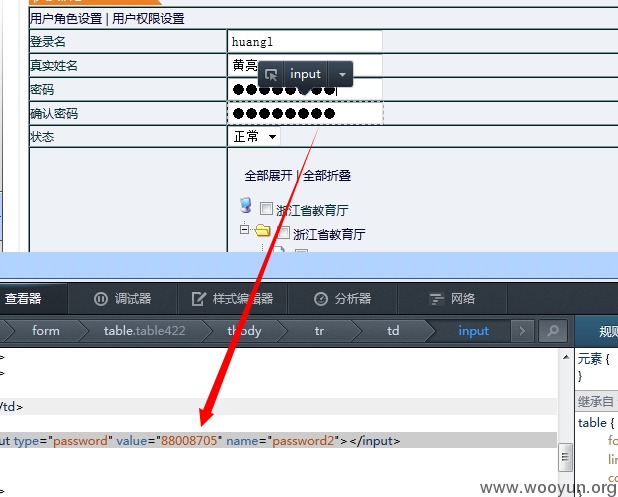 用户角色设置 | 用户权限设置
登录名 huangl
真实姓名 黄亮
input
密码 ●●●●●●●●
确认密码 ●●●●●●●●
状态 正常
全部展开 | 全部折叠
浙江省教育厅
浙江省教育厅
查看器 调试器 样式编辑器 分析器 网络
form table.table422 tbody tr td input 规则
>
>
/td>
ut type="password" value="88008705" name="password2"></input>
>
>
元素 {
}
继承自
table {
fo
lin
co
www.wooyun.org